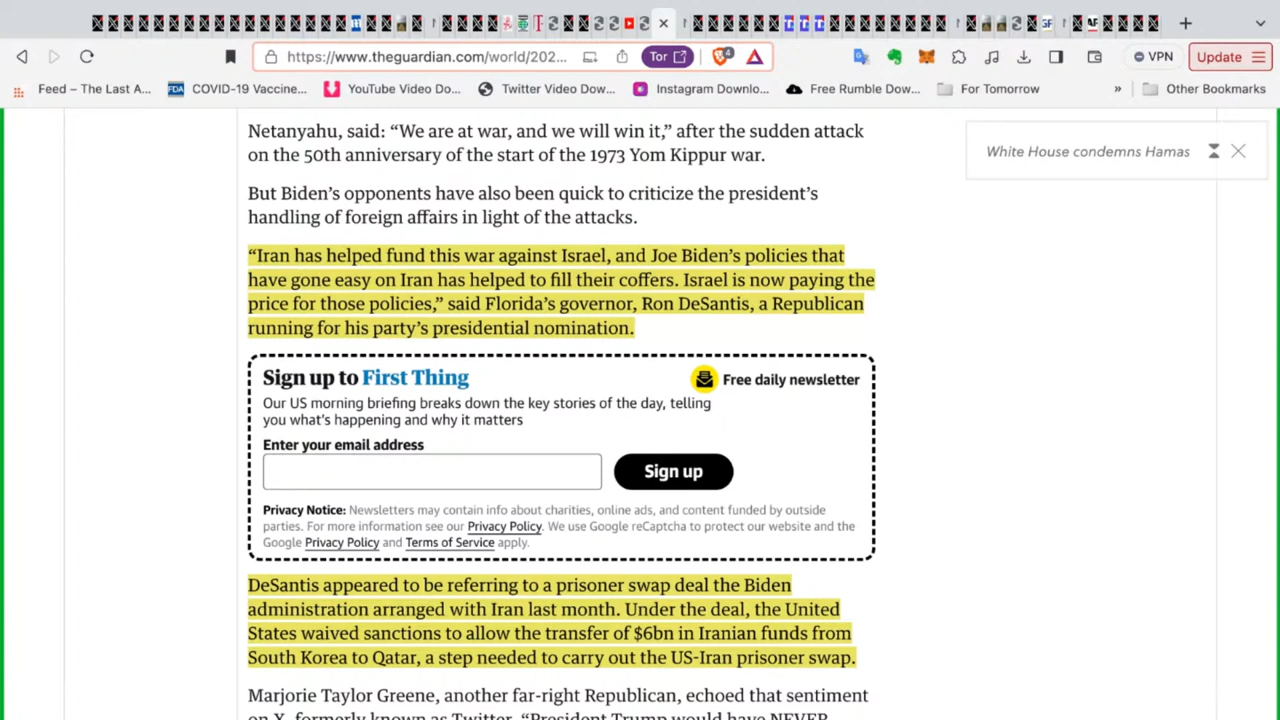 https://www.theguardian.com/world/202...
Tor
4
VPN
Update
Feed – The Last A...
FDA
COVID-19 Vaccine...
YouTube Video Do...
Twitter Video Dow...
Instagram Downlo...
Free Rumble Dow...
For Tomorrow
»
Other Bookmarks
Netanyahu, said: “We are at war, and we will win it,” after the sudden attack
on the 50th anniversary of the start of the 1973 Yom Kippur war.
White House condemns Hamas
But Biden’s opponents have also been quick to criticize the president’s
handling of foreign affairs in light of the attacks.
“Iran has helped fund this war against Israel, and Joe Biden’s policies that
have gone easy on Iran has helped to fill their coffers. Israel is now paying the
price for those policies,” said Florida’s governor, Ron DeSantis, a Republican
running for his party’s presidential nomination.
Sign up to First Thing
Free daily newsletter
Our US morning briefing breaks down the key stories of the day, telling
you what’s happening and why it matters
Enter your email address
Sign up
Privacy Notice: Newsletters may contain info about charities, online ads, and content funded by outside
parties. For more information see our Privacy Policy. We use Google reCaptcha to protect our website and the
Google Privacy Policy and Terms of Service apply.
DeSantis appeared to be referring to a prisoner swap deal the Biden
administration arranged with Iran last month. Under the deal, the United
States waived sanctions to allow the transfer of $6bn in Iranian funds from
South Korea to Qatar, a step needed to carry out the US-Iran prisoner swap.
Marjorie Taylor Greene, another far-right Republican, echoed that sentiment
on X, formerly known as Twitter. “President Trump would have NEVER